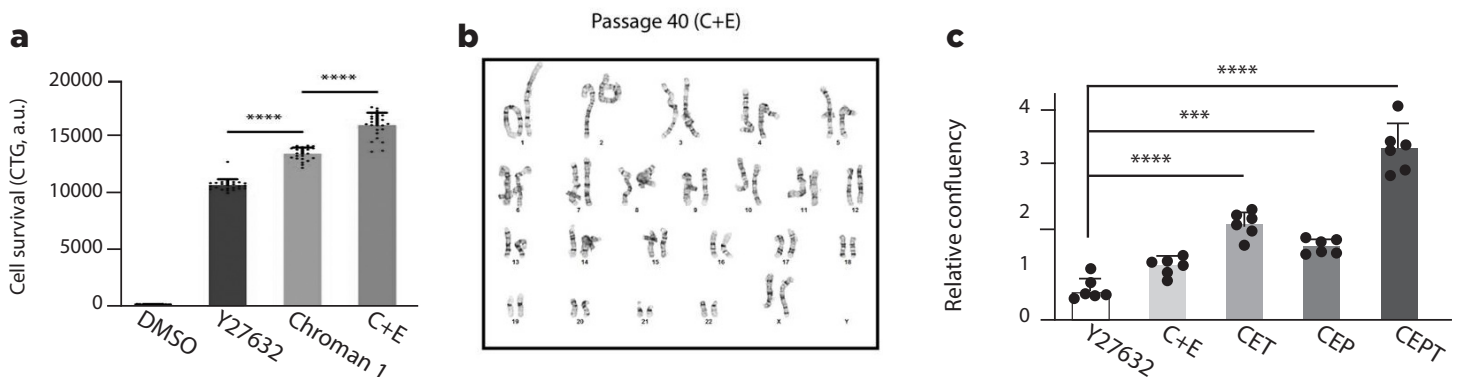 a
Cell survival (CTG, a.u.)
20000
15000
10000
5000
0
****
****
DMSO
Y27632
Chroman 1
C+E
b
Passage 40 (C+E)
1 2 3 4 5
6 7 8 9 10 11 12
13 14 15 16 17 18
19 20 21 22 X Y
c
Relative confluency
4
3
2
1
0
****
***
****
Y27632
C+E
CET
CEP
CEPT